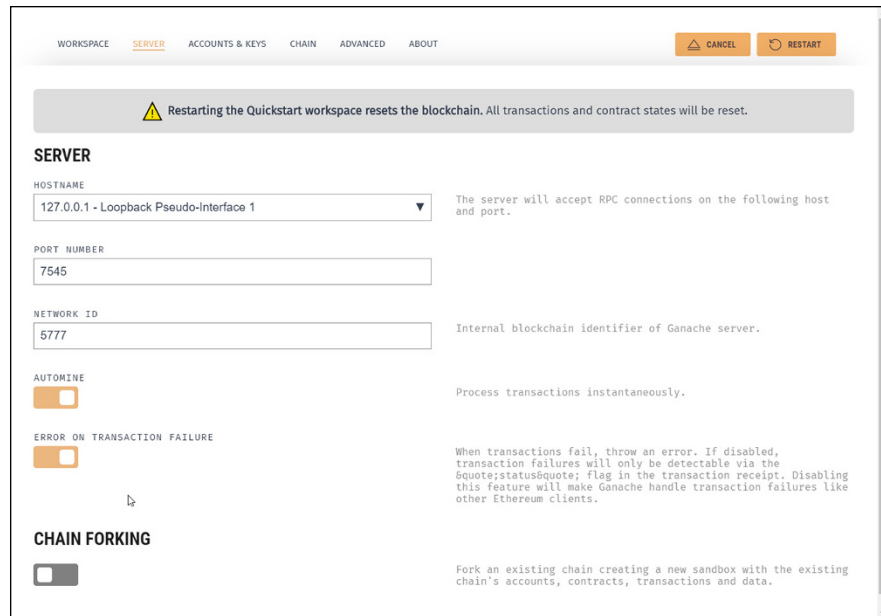 WORKSPACE SERVER ACCOUNTS & KEYS CHAIN ADVANCED ABOUT CANCEL RESTART
Restarting the Quickstart workspace resets the blockchain. All transactions and contract states will be reset.
SERVER
HOSTNAME
127.0.0.1 - Loopback Pseudo-Interface 1
The server will accept RPC connections on the following host
and port.
PORT NUMBER
7545
NETWORK ID
5777
Internal blockchain identifier of Ganache server.
AUTOMINE
Process transactions instantaneously.
ERROR ON TRANSACTION FAILURE
When transactions fail, throw an error. If disabled,
transaction failures will only be detectable via the
&quote;status&quote; flag in the transaction receipt. Disabling
this feature will make Ganache handle transaction failures like
other Ethereum clients.
CHAIN FORKING
Fork an existing chain creating a new sandbox with the existing
chain's accounts, contracts, transactions and data.